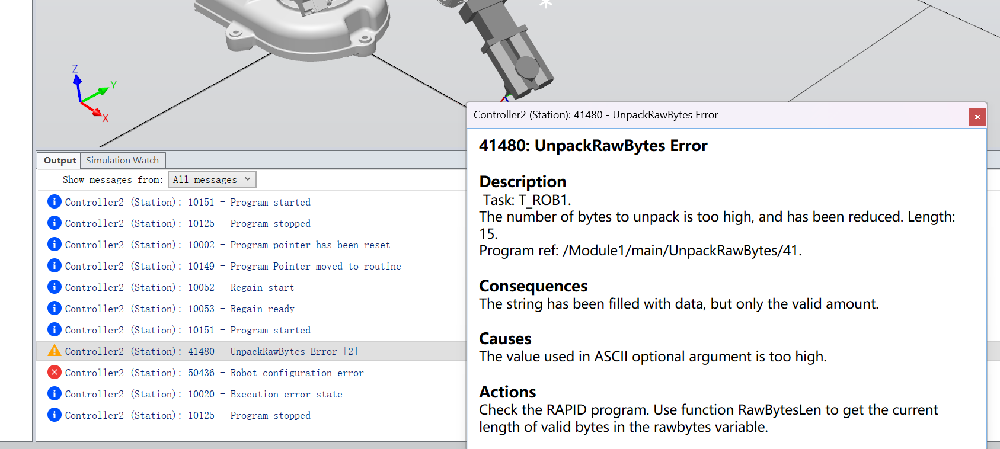 Z
Y
X
Controller2 (Station): 41480 - UnpackRawBytes Error
x
41480: UnpackRawBytes Error
Description
Task: T_ROB1.
The number of bytes to unpack is too high, and has been reduced. Length:
15.
Program ref: /Module1/main/UnpackRawBytes/41.
Consequences
The string has been filled with data, but only the valid amount.
Causes
The value used in ASCII optional argument is too high.
Actions
Check the RAPID program. Use function RawBytesLen to get the current
length of valid bytes in the rawbytes variable.
Output
Simulation Watch
Show messages from: All messages
Controller2 (Station): 10151 - Program started
Controller2 (Station): 10125 - Program stopped
Controller2 (Station): 10002 - Program pointer has been reset
Controller2 (Station): 10149 - Program Pointer moved to routine
Controller2 (Station): 10052 - Regain start
Controller2 (Station): 10053 - Regain ready
Controller2 (Station): 10151 - Program started
Controller2 (Station): 41480 - UnpackRawBytes Error [2]
Controller2 (Station): 50436 - Robot configuration error
Controller2 (Station): 10020 - Execution error state
Controller2 (Station): 10125 - Program stopped